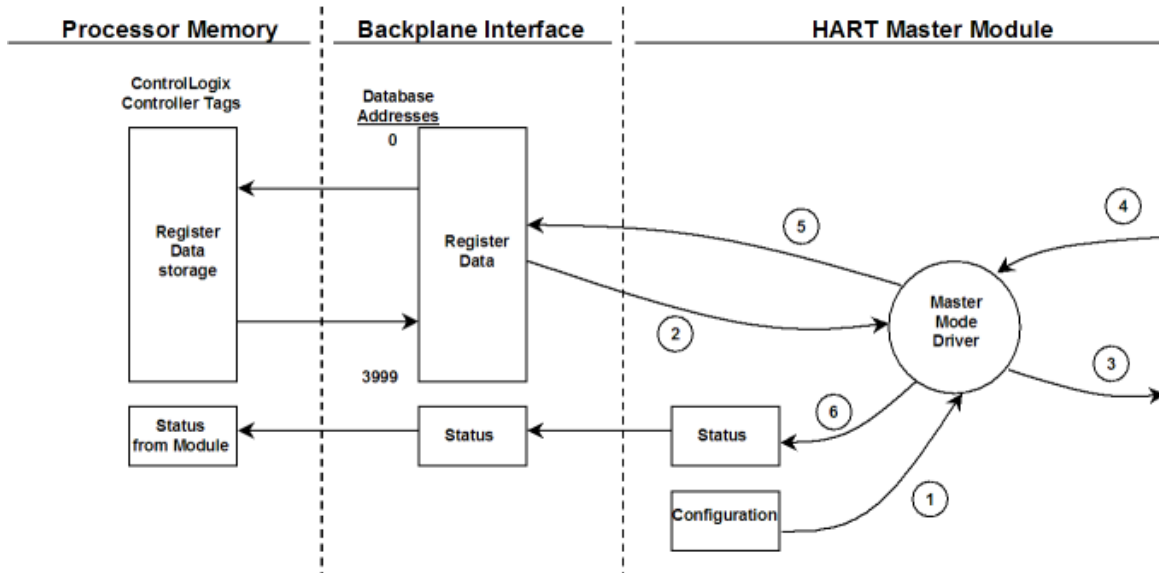 Processor Memory
Backplane Interface
HART Master Module
ControlLogix
Controller Tags
Database
Addresses
0
Register
Data
storage
Register
Data
3999
5
4
2
Master
Mode
Driver
3
Status
from Module
Status
Status
6
Configuration
1